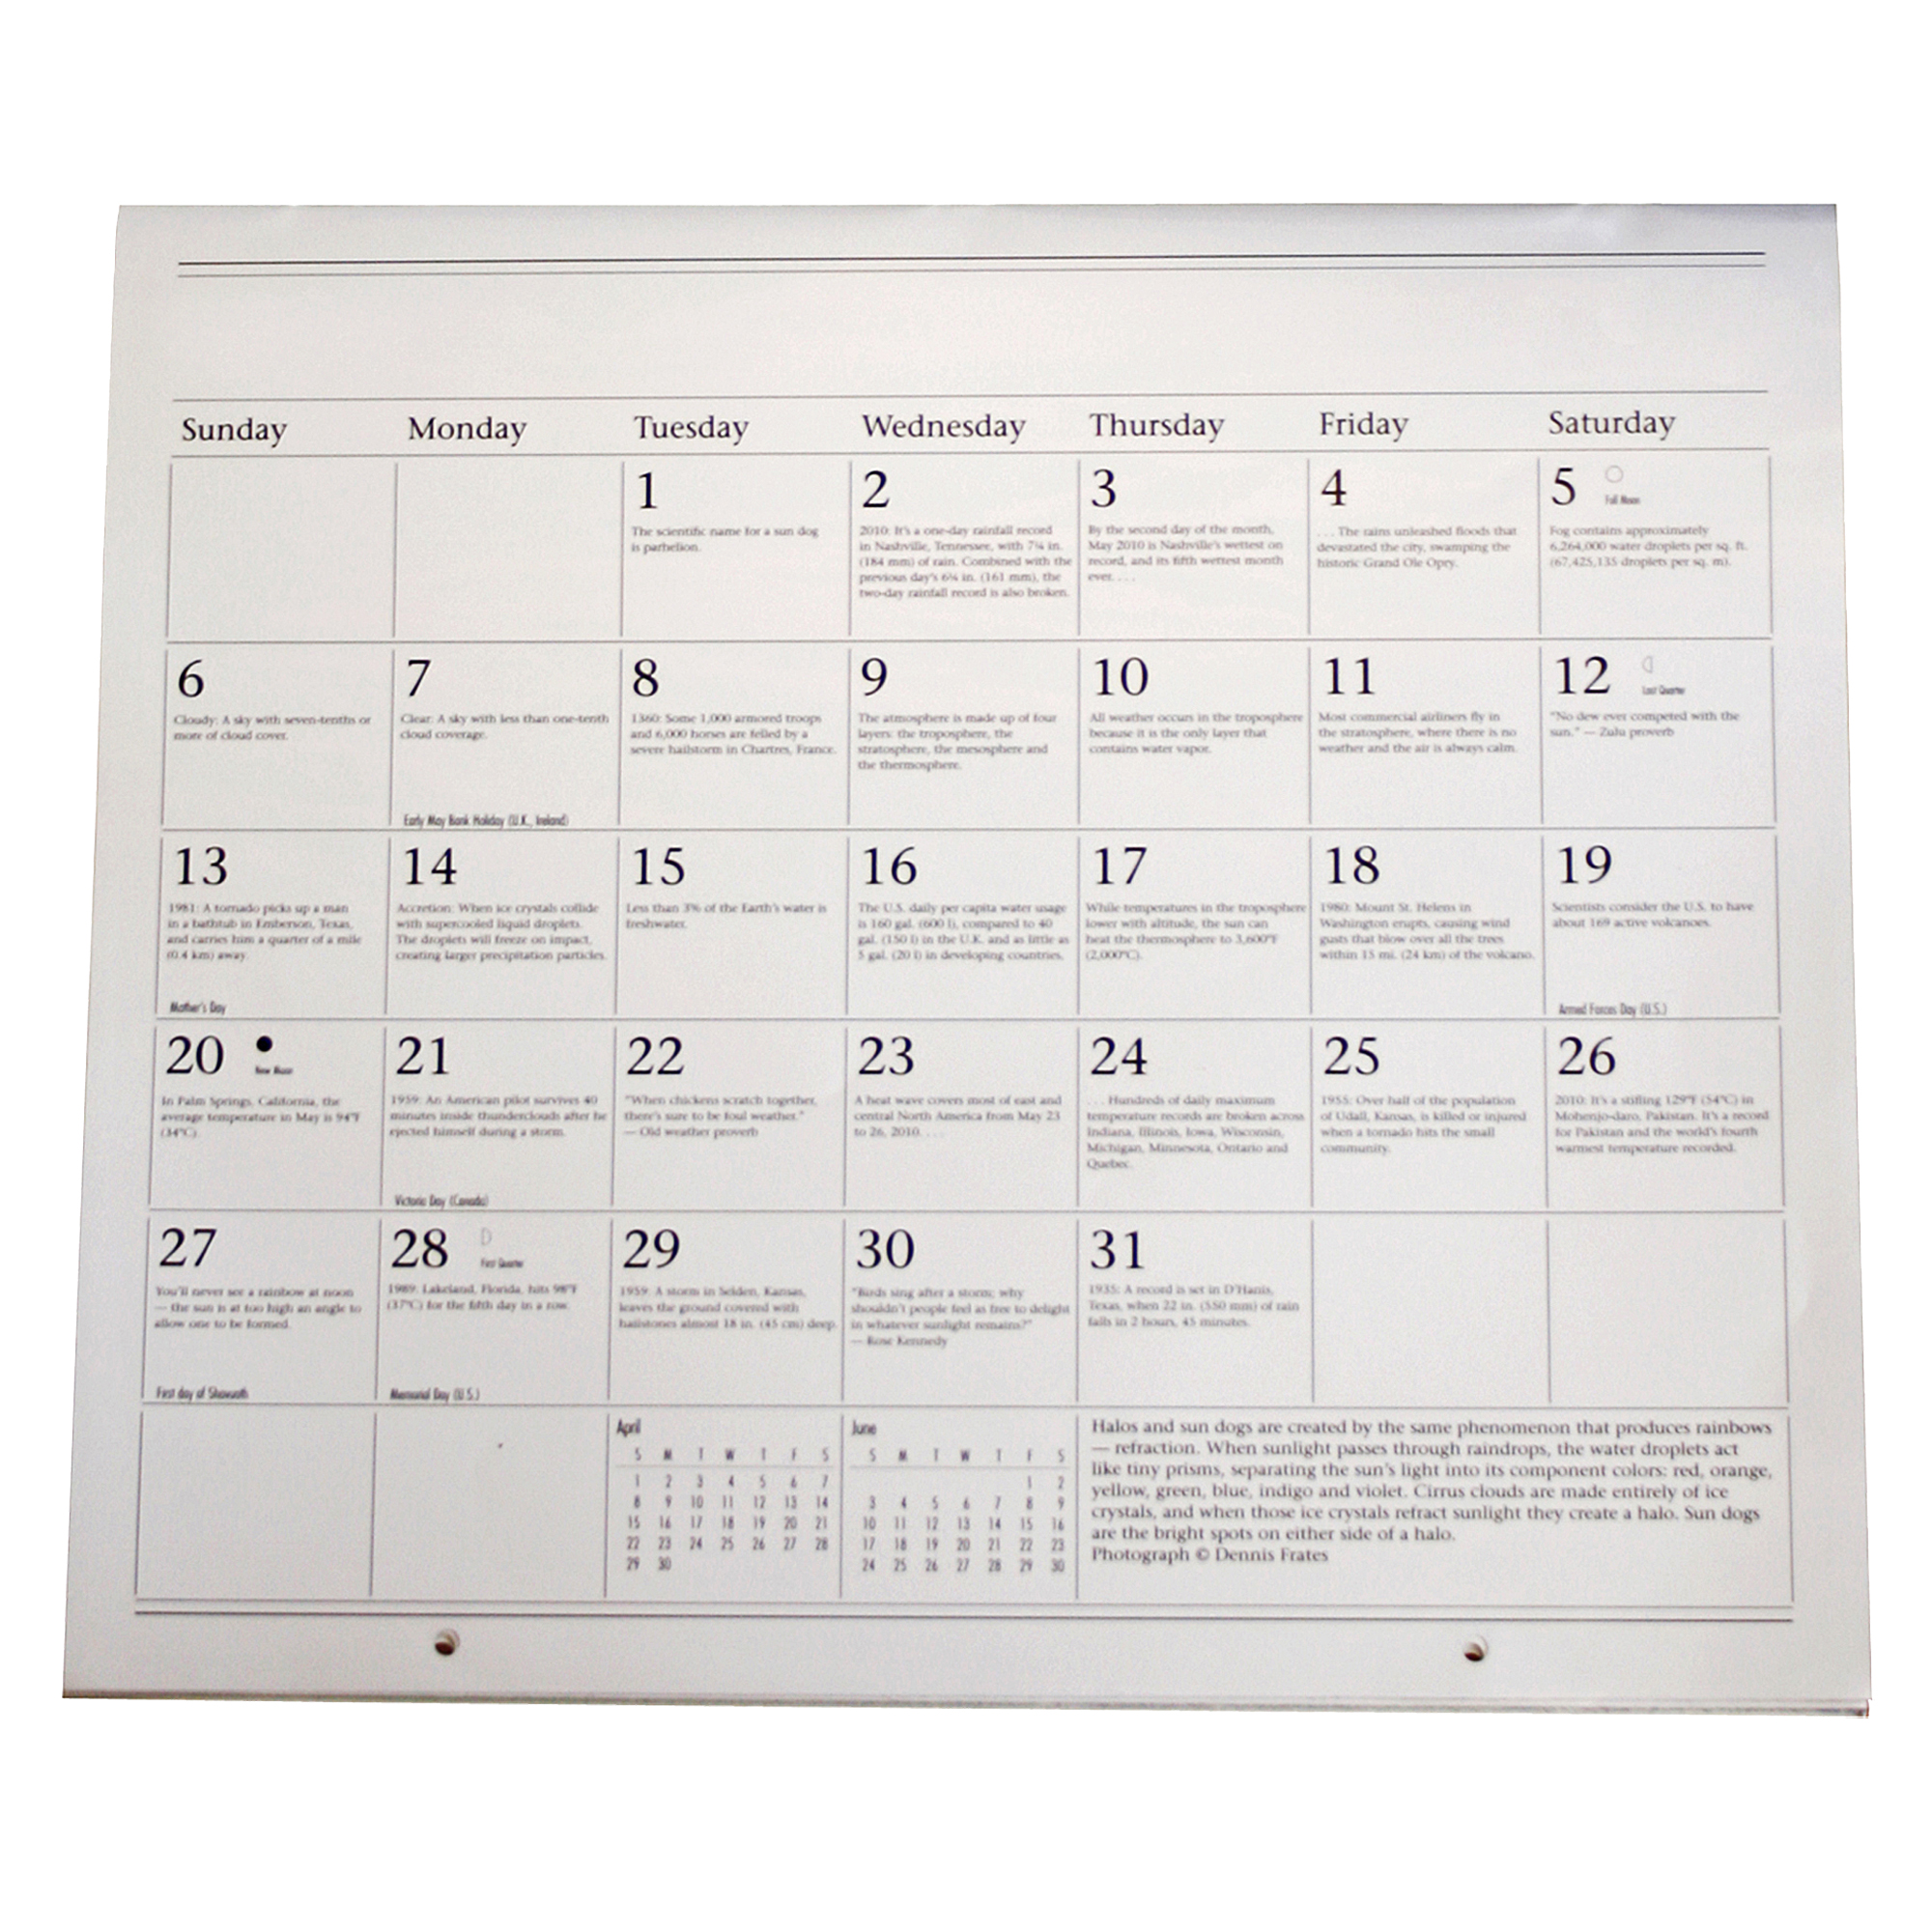 Sunday Monday Tuesday Wednesday Thursday Friday Saturday
1
The scientific name for a sun dog
is parhelion.
2
2010: It's a one-day rainfall record
in Nashville, Tennessee, with 7¼ in.
(184 mm) of rain. Combined with the
previous day's 6¼ in. (161 mm), the
two-day rainfall record is also broken.
3
By the second day of the month,
May 2010 is Nashville's wettest on
record, and its fifth wettest month
ever. . . .
4
. . . The rains unleashed floods that
devastated the city, swamping the
historic Grand Ole Opry.
5
Full Moon
Fog contains approximately
6,264,000 water droplets per sq. ft.
(67,425,135 droplets per sq. m).
6
Cloudy: A sky with seven-tenths or
more of cloud cover.
7
Clear: A sky with less than one-tenth
cloud coverage.
Early May Bank Holiday (U.K., Ireland)
8
1360: Some 1,000 armored troops
and 6,000 horses are felled by a
severe hailstorm in Chartres, France.
9
The atmosphere is made up of four
layers: the troposphere, the
stratosphere, the mesosphere and
the thermosphere.
10
All weather occurs in the troposphere
because it is the only layer that
contains water vapor.
11
Most commercial airliners fly in
the stratosphere, where there is no
weather and the air is always calm.
12
Last Quarter
"No dew ever competed with the
sun." — Zulu proverb
13
1981: A tornado picks up a man
in a bathtub in Emberson, Texas,
and carries him a quarter of a mile
(0.4 km) away.
Mother's Day
14
Accretion: When ice crystals collide
with supercooled liquid droplets.
The droplets will freeze on impact,
creating larger precipitation particles.
15
Less than 3% of the Earth's water is
freshwater.
16
The U.S. daily per capita water usage
is 160 gal. (600 l), compared to 40
gal. (150 l) in the U.K. and as little as
5 gal. (20 l) in developing countries.
17
While temperatures in the troposphere
lower with altitude, the sun can
heat the thermosphere to 3,600°F
(2,000°C).
18
1980: Mount St. Helens in
Washington erupts, causing wind
gusts that blow over all the trees
within 15 mi. (24 km) of the volcano.
19
Scientists consider the U.S. to have
about 169 active volcanoes.
Armed Forces Day (U.S.)
20
New Moon
In Palm Springs, California, the
average temperature in May is 94°F
(34°C).
21
1959: An American pilot survives 40
minutes inside thunderclouds after he
ejected himself during a storm.
Victoria Day (Canada)
22
"When chickens scratch together,
there's sure to be foul weather."
— Old weather proverb
23
A heat wave covers most of east and
central North America from May 23
to 26, 2010. . . .
24
. . . Hundreds of daily maximum
temperature records are broken across
Indiana, Illinois, Iowa, Wisconsin,
Michigan, Minnesota, Ontario and
Quebec.
25
1955: Over half of the population
of Udall, Kansas, is killed or injured
when a tornado hits the small
community.
26
2010: It's a stifling 129°F (54°C) in
Mohenjo-daro, Pakistan. It's a record
for Pakistan and the world's fourth
warmest temperature recorded.
27
You'll never see a rainbow at noon
— the sun is at too high an angle to
allow one to be formed.
First day of Shavuoth
28
First Quarter
1989: Lakeland, Florida, hits 98°F
(37°C) for the fifth day in a row.
Memorial Day (U.S.)
29
1959: A storm in Selden, Kansas,
leaves the ground covered with
hailstones almost 18 in. (45 cm) deep.
30
"Birds sing after a storm; why
shouldn't people feel as free to delight
in whatever sunlight remains?"
— Rose Kennedy
31
1935: A record is set in D'Hanis,
Texas, when 22 in. (550 mm) of rain
falls in 2 hours, 45 minutes.
April
S M T W T F S
1 2 3 4 5 6 7
8 9 10 11 12 13 14
15 16 17 18 19 20 21
22 23 24 25 26 27 28
29 30
June
S M T W T F S
1 2
3 4 5 6 7 8 9
10 11 12 13 14 15 16
17 18 19 20 21 22 23
24 25 26 27 28 29 30
Halos and sun dogs are created by the same phenomenon that produces rainbows
— refraction. When sunlight passes through raindrops, the water droplets act
like tiny prisms, separating the sun's light into its component colors: red, orange,
yellow, green, blue, indigo and violet. Cirrus clouds are made entirely of ice
crystals, and when those ice crystals refract sunlight they create a halo. Sun dogs
are the bright spots on either side of a halo.
Photograph © Dennis Frates